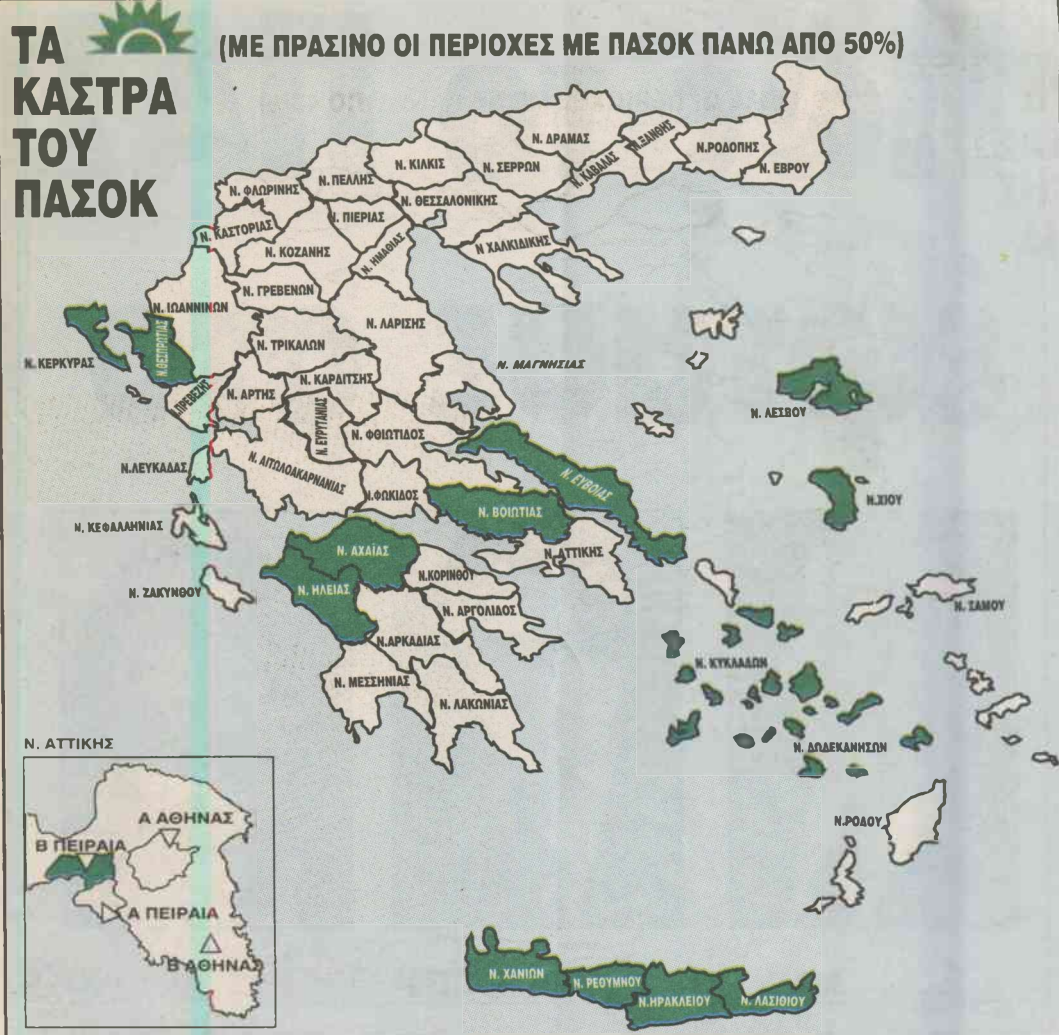 ΤΑ
ΚΑΣΤΡΑ
ΤΟΥ
ΠΑΣΟΚ
(ΜΕ ΠΡΑΣΙΝΟ ΟΙ ΠΕΡΙΟΧΕΣ ΜΕ ΠΑΣΟΚ ΠΑΝΩ ΑΠΟ 50%)
Ν. ΔΡΑΜΑΣ
Ν. ΞΑΝΘΗΣ
Ν.ΡΟΔΟΠΗΣ
Ν. ΕΒΡΟΥ
Ν. ΚΙΛΚΙΣ
Ν. ΣΕΡΡΩΝ
Ν. ΚΑΒΑΛΑΣ
Ν. ΦΛΩΡΙΝΗΣ
Ν. ΠΕΛΛΗΣ
Ν. ΘΕΣΣΑΛΟΝΙΚΗΣ
Ν. ΚΑΣΤΟΡΙΑΣ
Ν. ΠΙΕΡΙΑΣ
Ν. ΚΟΖΑΝΗΣ
Ν. ΗΜΑΘΙΑΣ
Ν ΧΑΛΚΙΔΙΚΗΣ
Ν. ΓΡΕΒΕΝΩΝ
Ν. ΙΩΑΝΝΙΝΩΝ
Ν. ΛΑΡΙΣΗΣ
Ν. ΚΕΡΚΥΡΑΣ
Ν.ΘΕΣΠΡΩΤΙΑΣ
Ν. ΤΡΙΚΑΛΩΝ
Ν. ΜΑΓΝΗΣΙΑΣ
Ν.ΠΡΕΒΕΖΗΣ
Ν. ΑΡΤΗΣ
Ν. ΚΑΡΔΙΤΣΗΣ
Ν. ΛΕΣΒΟΥ
Ν. ΕΥΡΥΤΑΝΙΑΣ
Ν. ΦΘΙΩΤΙΔΟΣ
Ν.ΛΕΥΚΑΔΑΣ
Ν. ΑΙΤΩΛΟΑΚΑΡΝΑΝΙΑΣ
Ν.ΦΩΚΙΔΟΣ
Ν. ΕΥΒΟΙΑΣ
Ν.ΧΙΟΥ
Ν. ΚΕΦΑΛΛΗΝΙΑΣ
Ν. ΒΟΙΩΤΙΑΣ
Ν. ΑΧΑΪΑΣ
Ν. ΑΤΤΙΚΗΣ
Ν. ΖΑΚΥΝΘΟΥ
Ν. ΗΛΕΙΑΣ
Ν.ΚΟΡΙΝΘΟΥ
Ν. ΑΡΓΟΛΙΔΟΣ
Ν. ΣΑΜΟΥ
Ν.ΑΡΚΑΔΙΑΣ
Ν. ΚΥΚΛΑΔΩΝ
Ν. ΜΕΣΣΗΝΙΑΣ
Ν. ΛΑΚΩΝΙΑΣ
Ν. ΔΩΔΕΚΑΝΗΣΩΝ
Ν.ΡΟΔΟΥ
Ν. ΑΤΤΙΚΗΣ
Α ΑΘΗΝΑΣ
Β ΠΕΙΡΑΙΑ
Α ΠΕΙΡΑΙΑ
Β ΑΘΗΝΑΣ
Ν. ΧΑΝΙΩΝ
Ν. ΡΕΘΥΜΝΟΥ
Ν.ΗΡΑΚΛΕΙΟΥ
Ν. ΛΑΣΙΘΙΟΥ